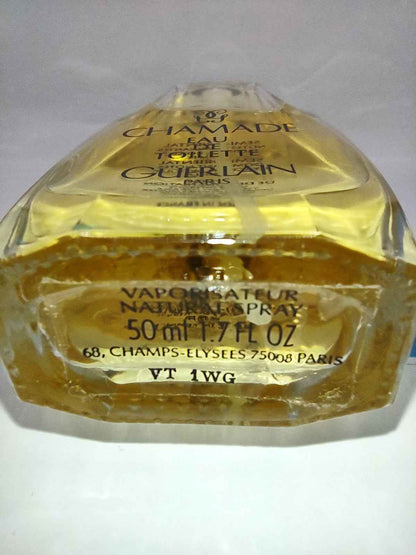 CHAMADE
EAU
DE
TOILETTE
GUERLAIN
PARIS
VAPORISATEUR
NATURAL SPRAY
50 ml 1.7 FL OZ
68, CHAMPS-ELYSEES 75008 PARIS
VT 1WG